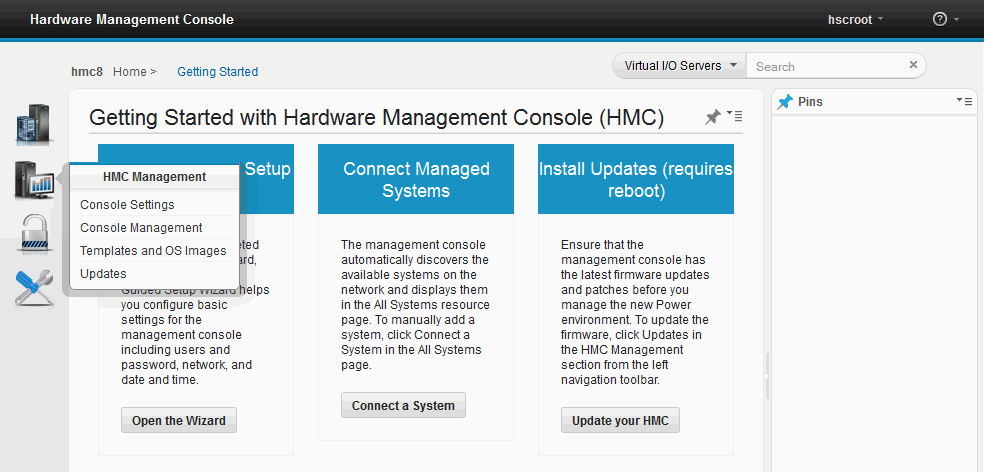 Hardware Management Console
hscroot
?
hmc8 Home > Getting Started
Virtual I/O Servers
Search
Getting Started with Hardware Management Console (HMC)
Pins
HMC Management
Console Settings
Console Management
Templates and OS Images
Updates
Setup
Guided Setup Wizard helps
you configure basic
settings for the
management console
including users and
password, network, and
date and time.
Open the Wizard
Connect Managed
Systems
The management console
automatically discovers the
available systems on the
network and displays them
in the All Systems resource
page. To manually add a
system, click Connect a
System in the All Systems
page.
Connect a System
Install Updates (requires
reboot)
Ensure that the
management console has
the latest firmware updates
and patches before you
manage the new Power
environment. To update the
firmware, click Updates in
the HMC Management
section from the left
navigation toolbar.
Update your HMC